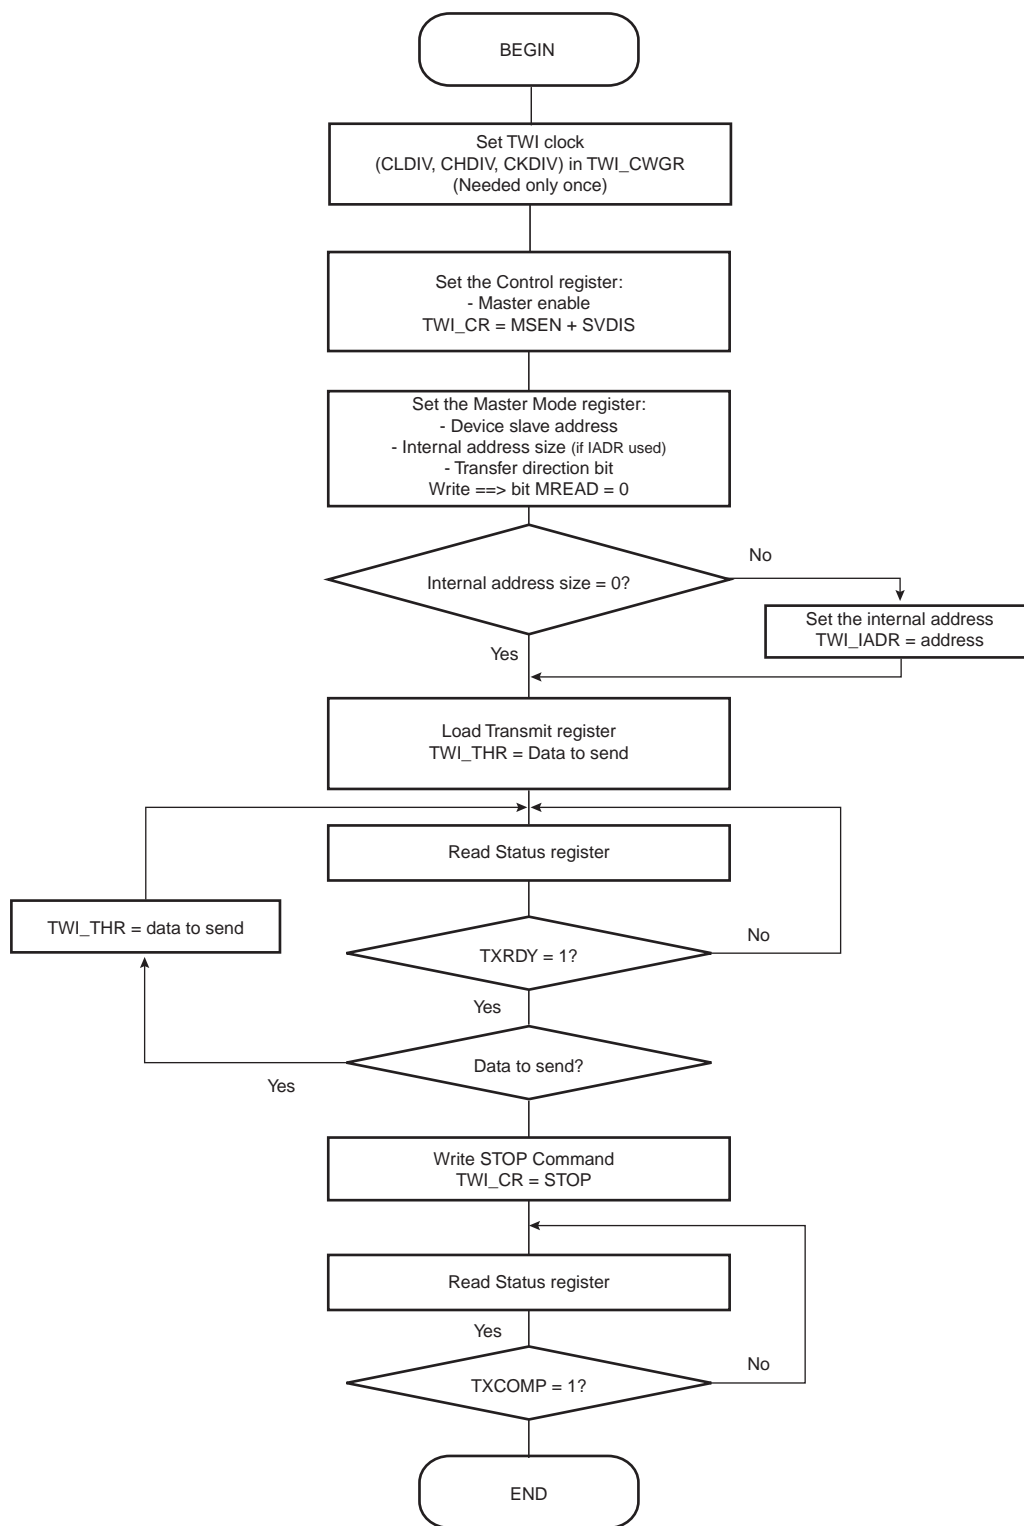 BEGIN
Set TWI clock
(CLDIV, CHDIV, CKDIV) in TWI_CWGR
(Needed only once)
Set the Control register:
- Master enable
TWI_CR = MSEN + SVDIS
Set the Master Mode register:
- Device slave address
- Internal address size (if IADR used)
- Transfer direction bit
Write ==> bit MREAD = 0
No
Internal address size = 0?
Set the internal address
TWI_IADR = address
Yes
Load Transmit register
TWI_THR = Data to send
Read Status register
TWI_THR = data to send
No
TXRDY = 1?
Yes
Data to send?
Yes
Write STOP Command
TWI_CR = STOP
Read Status register
Yes
No
TXCOMP = 1?
END